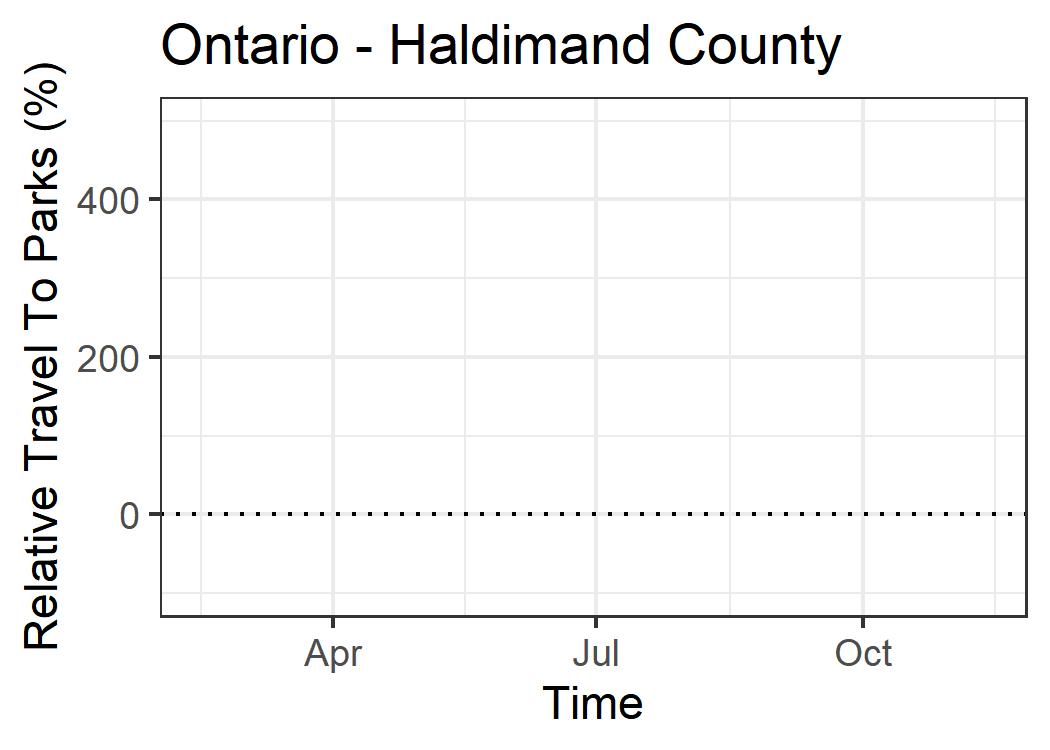 Ontario - Haldimand County
Relative Travel To Parks (%)
400
200
0
Apr Jul Oct
Time